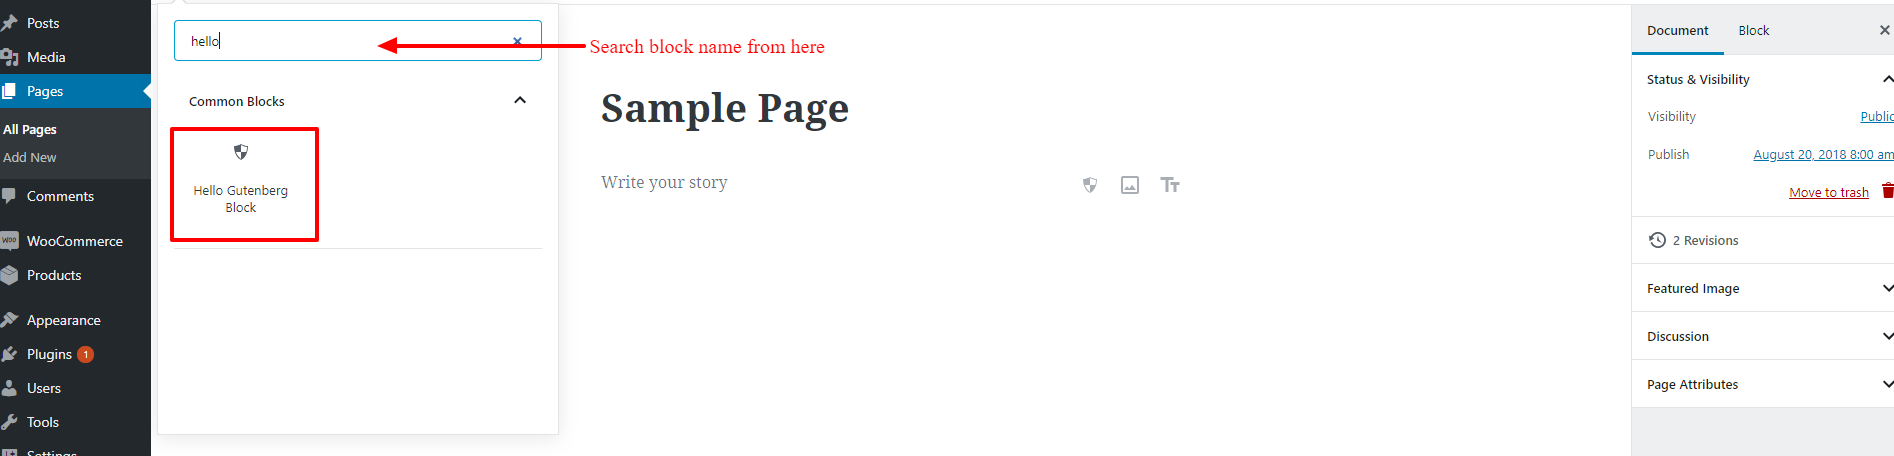 Posts
Media
Pages
All Pages
Add New
Comments
WOO
WooCommerce
Products
Appearance
Plugins 1
Users
Tools
Settings
hello
Search block name from here
Common Blocks
Hello Gutenberg
Block
Sample Page
Write your story
Tt
Document Block
Status & Visibility
Visibility Public
Publish August 20, 2018 8:00 am
Move to trash
2 Revisions
Featured Image
Discussion
Page Attributes